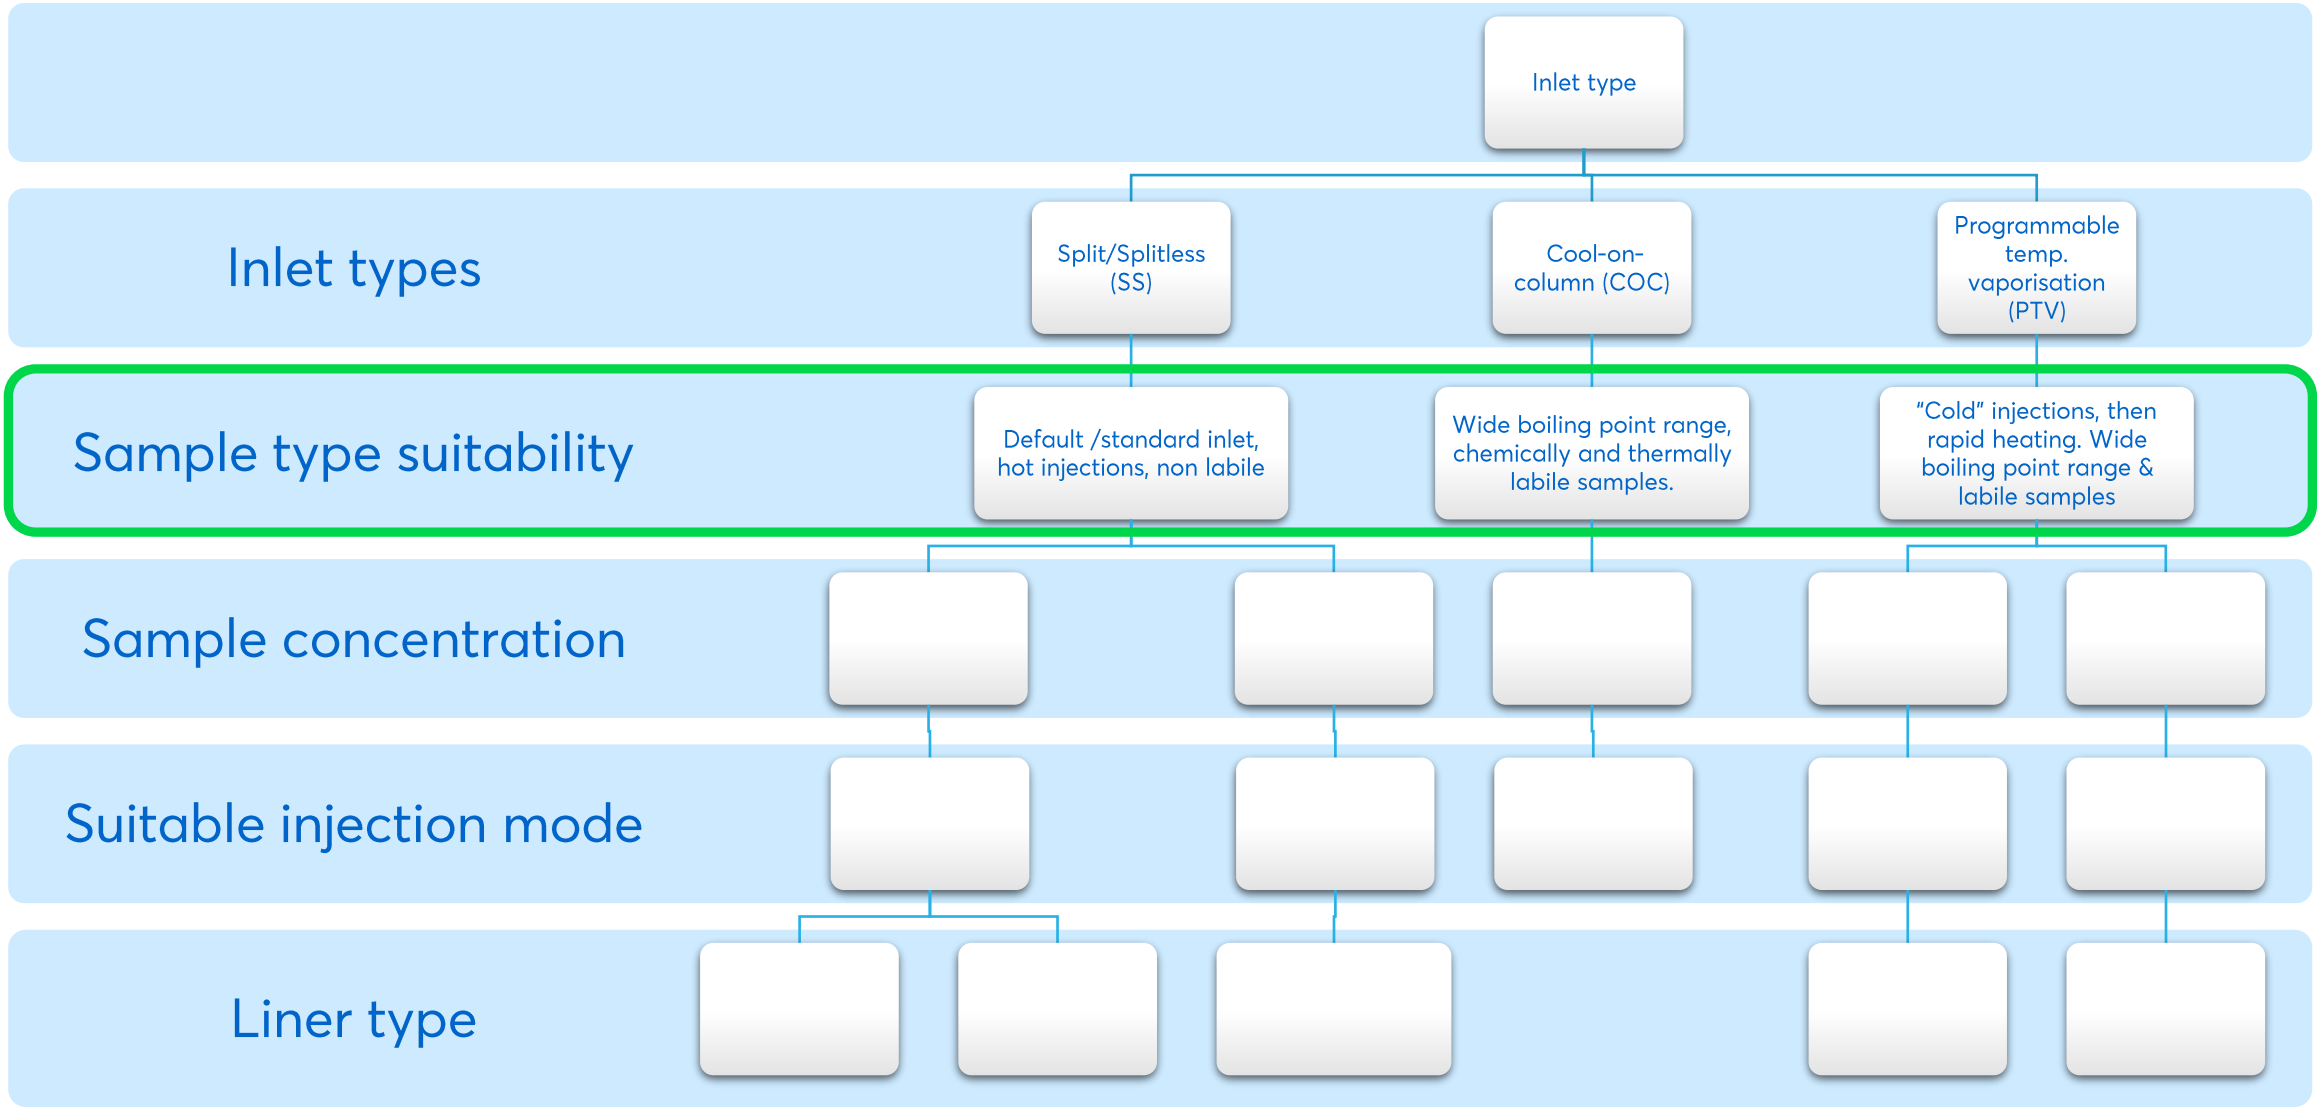 Inlet type
Inlet types
Split/Splitless
(SS)
Cool-on-
column (COC)
Programmable
temp.
vaporisation
(PTV)
Sample type suitability
Default /standard inlet,
hot injections, non labile
Wide boiling point range,
chemically and thermally
labile samples.
“Cold” injections, then
rapid heating. Wide
boiling point range &
labile samples
Sample concentration
Suitable injection mode
Liner type